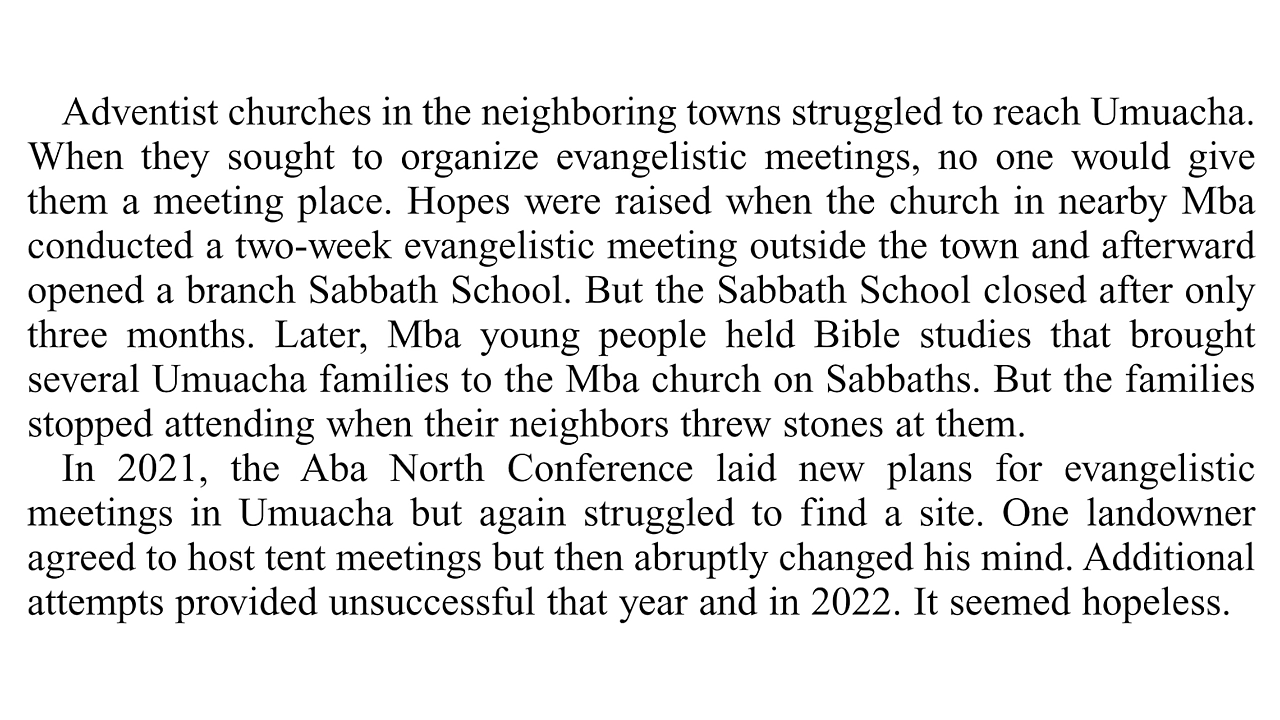 Adventist churches in the neighboring towns struggled to reach Umuacha.
When they sought to organize evangelistic meetings, no one would give
them a meeting place. Hopes were raised when the church in nearby Mba
conducted a two-week evangelistic meeting outside the town and afterward
opened a branch Sabbath School. But the Sabbath School closed after only
three months. Later, Mba young people held Bible studies that brought
several Umuacha families to the Mba church on Sabbaths. But the families
stopped attending when their neighbors threw stones at them.
In 2021, the Aba North Conference laid new plans for evangelistic
meetings in Umuacha but again struggled to find a site. One landowner
agreed to host tent meetings but then abruptly changed his mind. Additional
attempts provided unsuccessful that year and in 2022. It seemed hopeless.